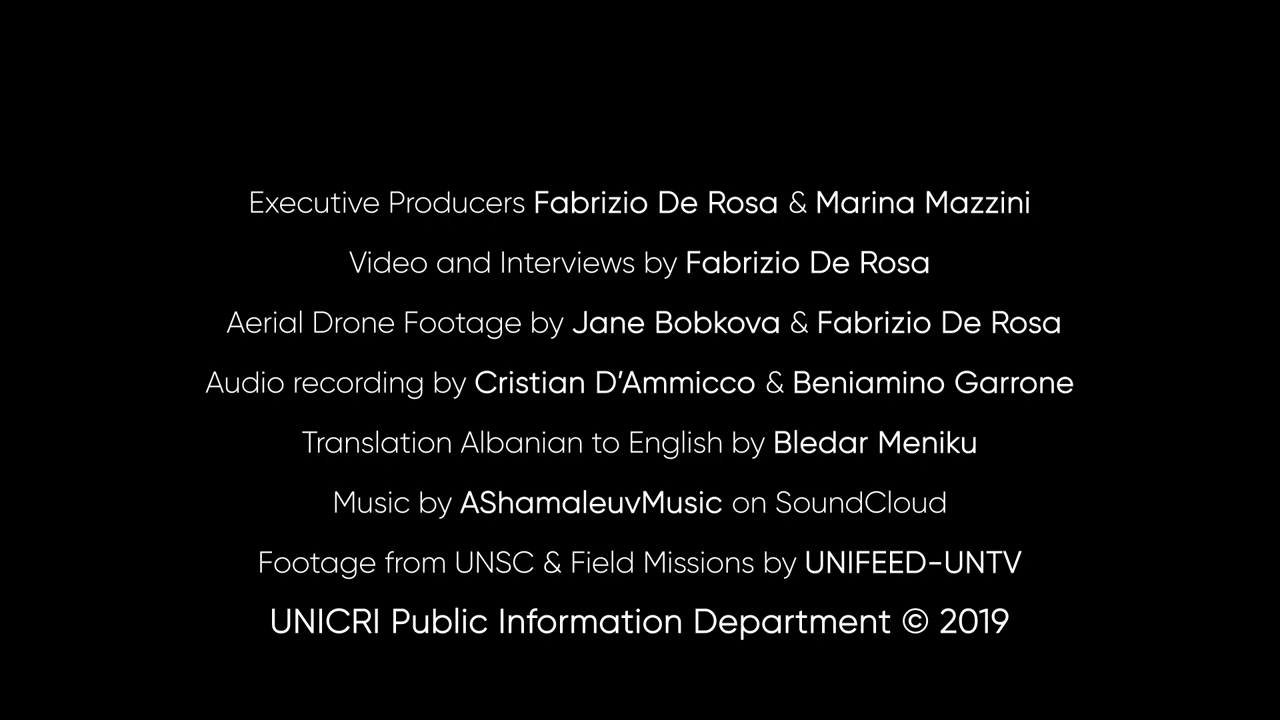 Executive Producers Fabrizio De Rosa & Marina Mazzini
Video and Interviews by Fabrizio De Rosa
Aerial Drone Footage by Jane Bobkova & Fabrizio De Rosa
Audio recording by Cristian D’Ammicco & Beniamino Garrone
Translation Albanian to English by Bledar Meniku
Music by AShamaleuvMusic on SoundCloud
Footage from UNSC & Field Missions by UNIFEED-UNTV
UNICRI Public Information Department © 2019